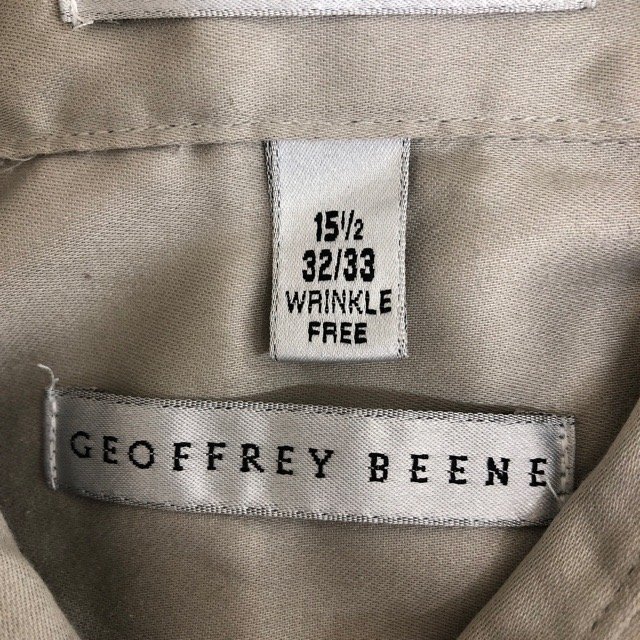 15½
32/33
WRINKLE
FREE
GEOFFREY BEENE